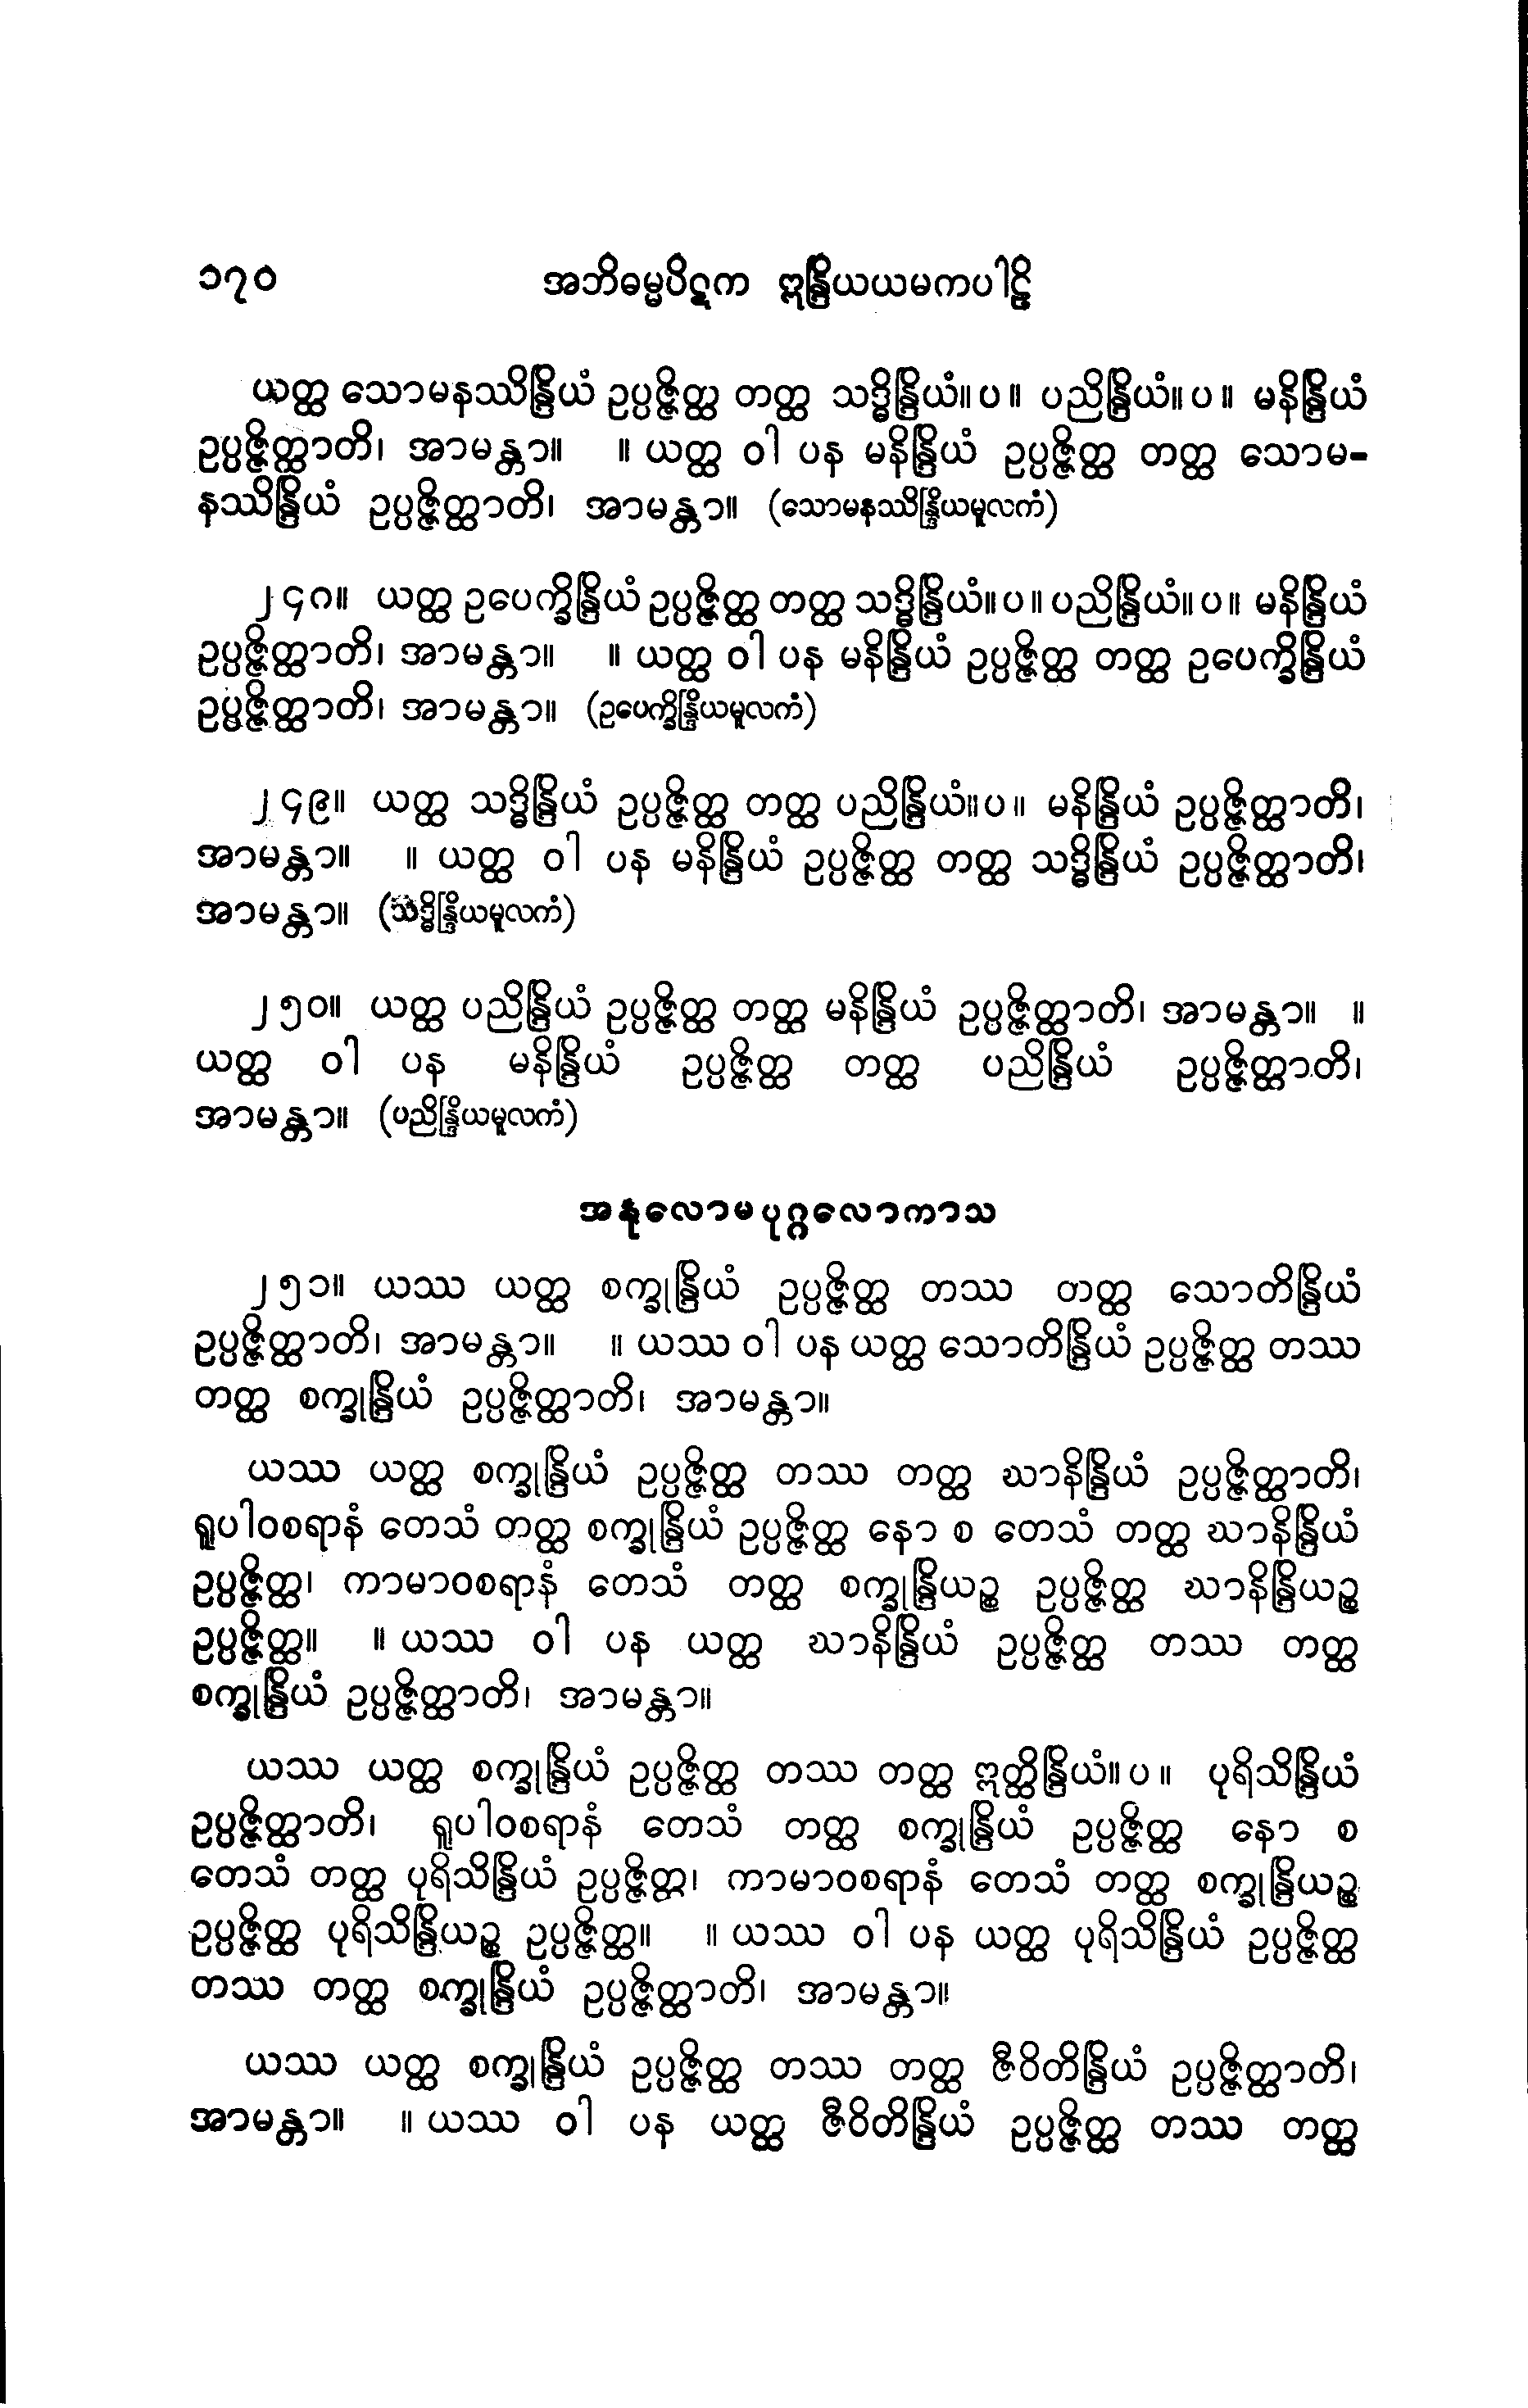 ၁၇၀ အဘိဓမ္မပိဋက ဣန္ဒြိယယမကပါဠိ
ယတ္ထ သောမနဿိန္ဒြိယံ ဥပ္ပဇ္ဇိတ္ထ တတ္ထ သဒ္ဓိန္ဒြိယံ။ပ။ ပညိန္ဒြိယံ။ပ။ မနိန္ဒြိယံ
ဥပ္ပဇ္ဇိတ္ထာတိ၊ အာမန္တာ။ ။ ယတ္ထ ဝါ ပန မနိန္ဒြိယံ ဥပ္ပဇ္ဇိတ္ထ တတ္ထ သောမ-
နဿိန္ဒြိယံ ဥပ္ပဇ္ဇိတ္ထာတိ၊ အာမန္တာ။ (သောမနဿိန္ဒြိယမူလကံ)
၂၄၈။ ယတ္ထ ဥပေက္ခိန္ဒြိယံ ဥပ္ပဇ္ဇိတ္ထ တတ္ထ သဒ္ဓိန္ဒြိယံ။ပ။ ပညိန္ဒြိယံ။ပ။ မနိန္ဒြိယံ
ဥပ္ပဇ္ဇိတ္ထာတိ၊ အာမန္တာ။ ။ ယတ္ထ ဝါ ပန မနိန္ဒြိယံ ဥပ္ပဇ္ဇိတ္ထ တတ္ထ ဥပေက္ခိန္ဒြိယံ
ဥပ္ပဇ္ဇိတ္ထာတိ၊ အာမန္တာ။ (ဥပေက္ခိန္ဒြိယမူလကံ)
၂၄၉။ ယတ္ထ သဒ္ဓိန္ဒြိယံ ဥပ္ပဇ္ဇိတ္ထ တတ္ထ ပညိန္ဒြိယံ။ပ။ မနိန္ဒြိယံ ဥပ္ပဇ္ဇိတ္ထာတိ၊
အာမန္တာ။ ။ ယတ္ထ ဝါ ပန မနိန္ဒြိယံ ဥပ္ပဇ္ဇိတ္ထ တတ္ထ သဒ္ဓိန္ဒြိယံ ဥပ္ပဇ္ဇိတ္ထာတိ၊
အာမန္တာ။ (သဒ္ဓိန္ဒြိယမူလကံ)
၂၅၀။ ယတ္ထ ပညိန္ဒြိယံ ဥပ္ပဇ္ဇိတ္ထ တတ္ထ မနိန္ဒြိယံ ဥပ္ပဇ္ဇိတ္ထာတိ၊ အာမန္တာ။ ။
ယတ္ထ ဝါ ပန မနိန္ဒြိယံ ဥပ္ပဇ္ဇိတ္ထ တတ္ထ ပညိန္ဒြိယံ ဥပ္ပဇ္ဇိတ္ထာတိ၊
အာမန္တာ။ (ပညိန္ဒြိယမူလကံ)
အနုလောမပုဂ္ဂလောကာသ
၂၅၁။ ယဿ ယတ္ထ စက္ခုန္ဒြိယံ ဥပ္ပဇ္ဇိတ္ထ တဿ တတ္ထ သောတိန္ဒြိယံ
ဥပ္ပဇ္ဇိတ္ထာတိ၊ အာမန္တာ။ ။ ယဿ ဝါ ပန ယတ္ထ သောတိန္ဒြိယံ ဥပ္ပဇ္ဇိတ္ထ တဿ
တတ္ထ စက္ခုန္ဒြိယံ ဥပ္ပဇ္ဇိတ္ထာတိ၊ အာမန္တာ။
ယဿ ယတ္ထ စက္ခုန္ဒြိယံ ဥပ္ပဇ္ဇိတ္ထ တဿ တတ္ထ ဃာနိန္ဒြိယံ ဥပ္ပဇ္ဇိတ္ထာတိ၊
ရူပါဝစရာနံ တေသံ တတ္ထ စက္ခုန္ဒြိယံ ဥပ္ပဇ္ဇိတ္ထ နော စ တေသံ တတ္ထ ဃာနိန္ဒြိယံ
ဥပ္ပဇ္ဇိတ္ထ၊ ကာမာဝစရာနံ တေသံ တတ္ထ စက္ခုန္ဒြိယဉ္စ ဥပ္ပဇ္ဇိတ္ထ ဃာနိန္ဒြိယဉ္စ
ဥပ္ပဇ္ဇိတ္ထ။ ။ ယဿ ဝါ ပန ယတ္ထ ဃာနိန္ဒြိယံ ဥပ္ပဇ္ဇိတ္ထ တဿ တတ္ထ
စက္ခုန္ဒြိယံ ဥပ္ပဇ္ဇိတ္ထာတိ၊ အာမန္တာ။
ယဿ ယတ္ထ စက္ခုန္ဒြိယံ ဥပ္ပဇ္ဇိတ္ထ တဿ တတ္ထ ဣတ္ထိန္ဒြိယံ။ပ။ ပုရိသိန္ဒြိယံ
ဥပ္ပဇ္ဇိတ္ထာတိ၊ ရူပါဝစရာနံ တေသံ တတ္ထ စက္ခုန္ဒြိယံ ဥပ္ပဇ္ဇိတ္ထ နော စ
တေသံ တတ္ထ ပုရိသိန္ဒြိယံ ဥပ္ပဇ္ဇိတ္ထ၊ ကာမာဝစရာနံ တေသံ တတ္ထ စက္ခုန္ဒြိယဉ္စ
ဥပ္ပဇ္ဇိတ္ထ ပုရိသိန္ဒြိယဉ္စ ဥပ္ပဇ္ဇိတ္ထ။ ။ ယဿ ဝါ ပန ယတ္ထ ပုရိသိန္ဒြိယံ ဥပ္ပဇ္ဇိတ္ထ
တဿ တတ္ထ စက္ခုန္ဒြိယံ ဥပ္ပဇ္ဇိတ္ထာတိ၊ အာမန္တာ။
ယဿ ယတ္ထ စက္ခုန္ဒြိယံ ဥပ္ပဇ္ဇိတ္ထ တဿ တတ္ထ ဇီဝိတိန္ဒြိယံ ဥပ္ပဇ္ဇိတ္ထာတိ၊
အာမန္တာ။ ။ ယဿ ဝါ ပန ယတ္ထ ဇီဝိတိန္ဒြိယံ ဥပ္ပဇ္ဇိတ္ထ တဿ တတ္ထ